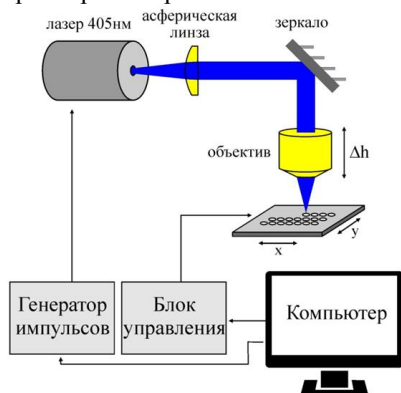 лазер 405нм
асферическая
линза
зеркало
объектив
Δh
x
y
Генератор
импульсов
Блок
управления
Компьютер